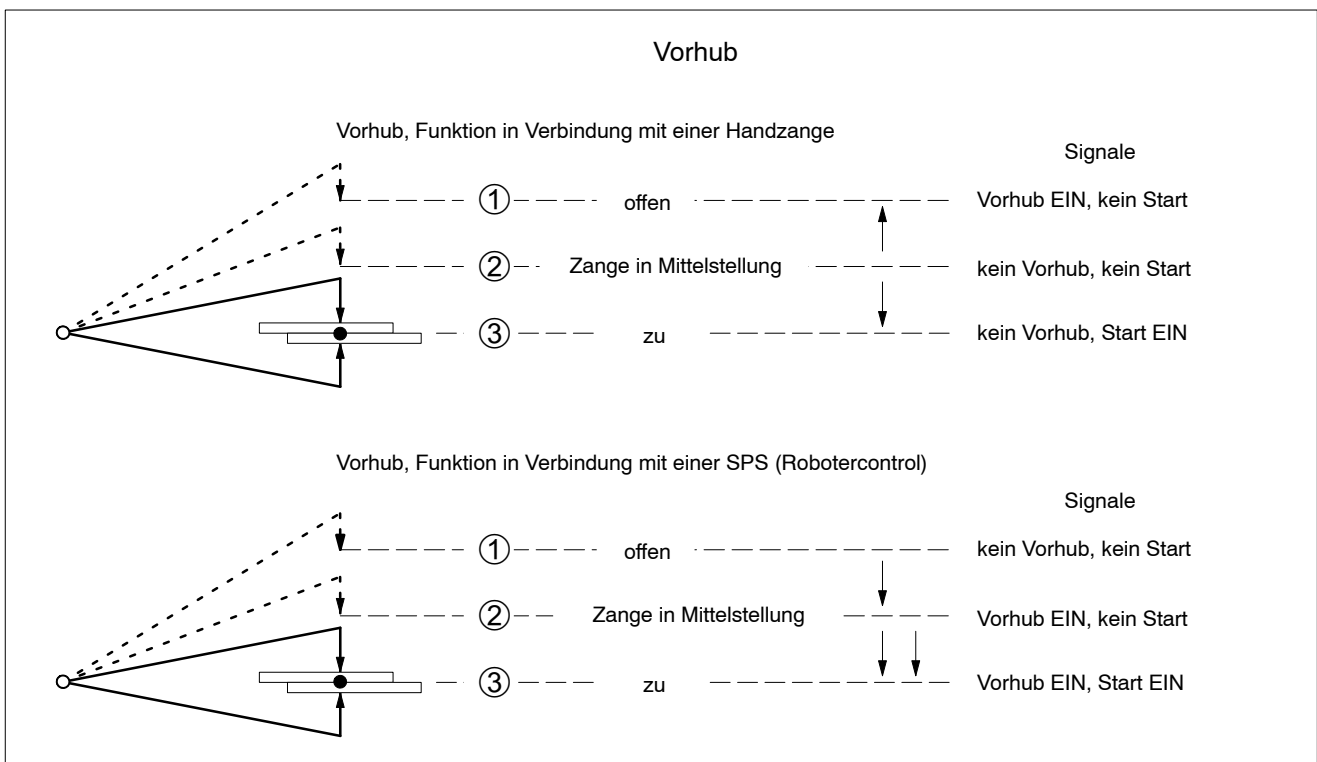 Vorhub
Vorhub, Funktion in Verbindung mit einer Handzange
Signale
1 offen Vorhub EIN, kein Start
2 Zange in Mittelstellung kein Vorhub, kein Start
3 zu kein Vorhub, Start EIN
Vorhub, Funktion in Verbindung mit einer SPS (Robotercontrol)
Signale
1 offen kein Vorhub, kein Start
2 Zange in Mittelstellung Vorhub EIN, kein Start
3 zu Vorhub EIN, Start EIN